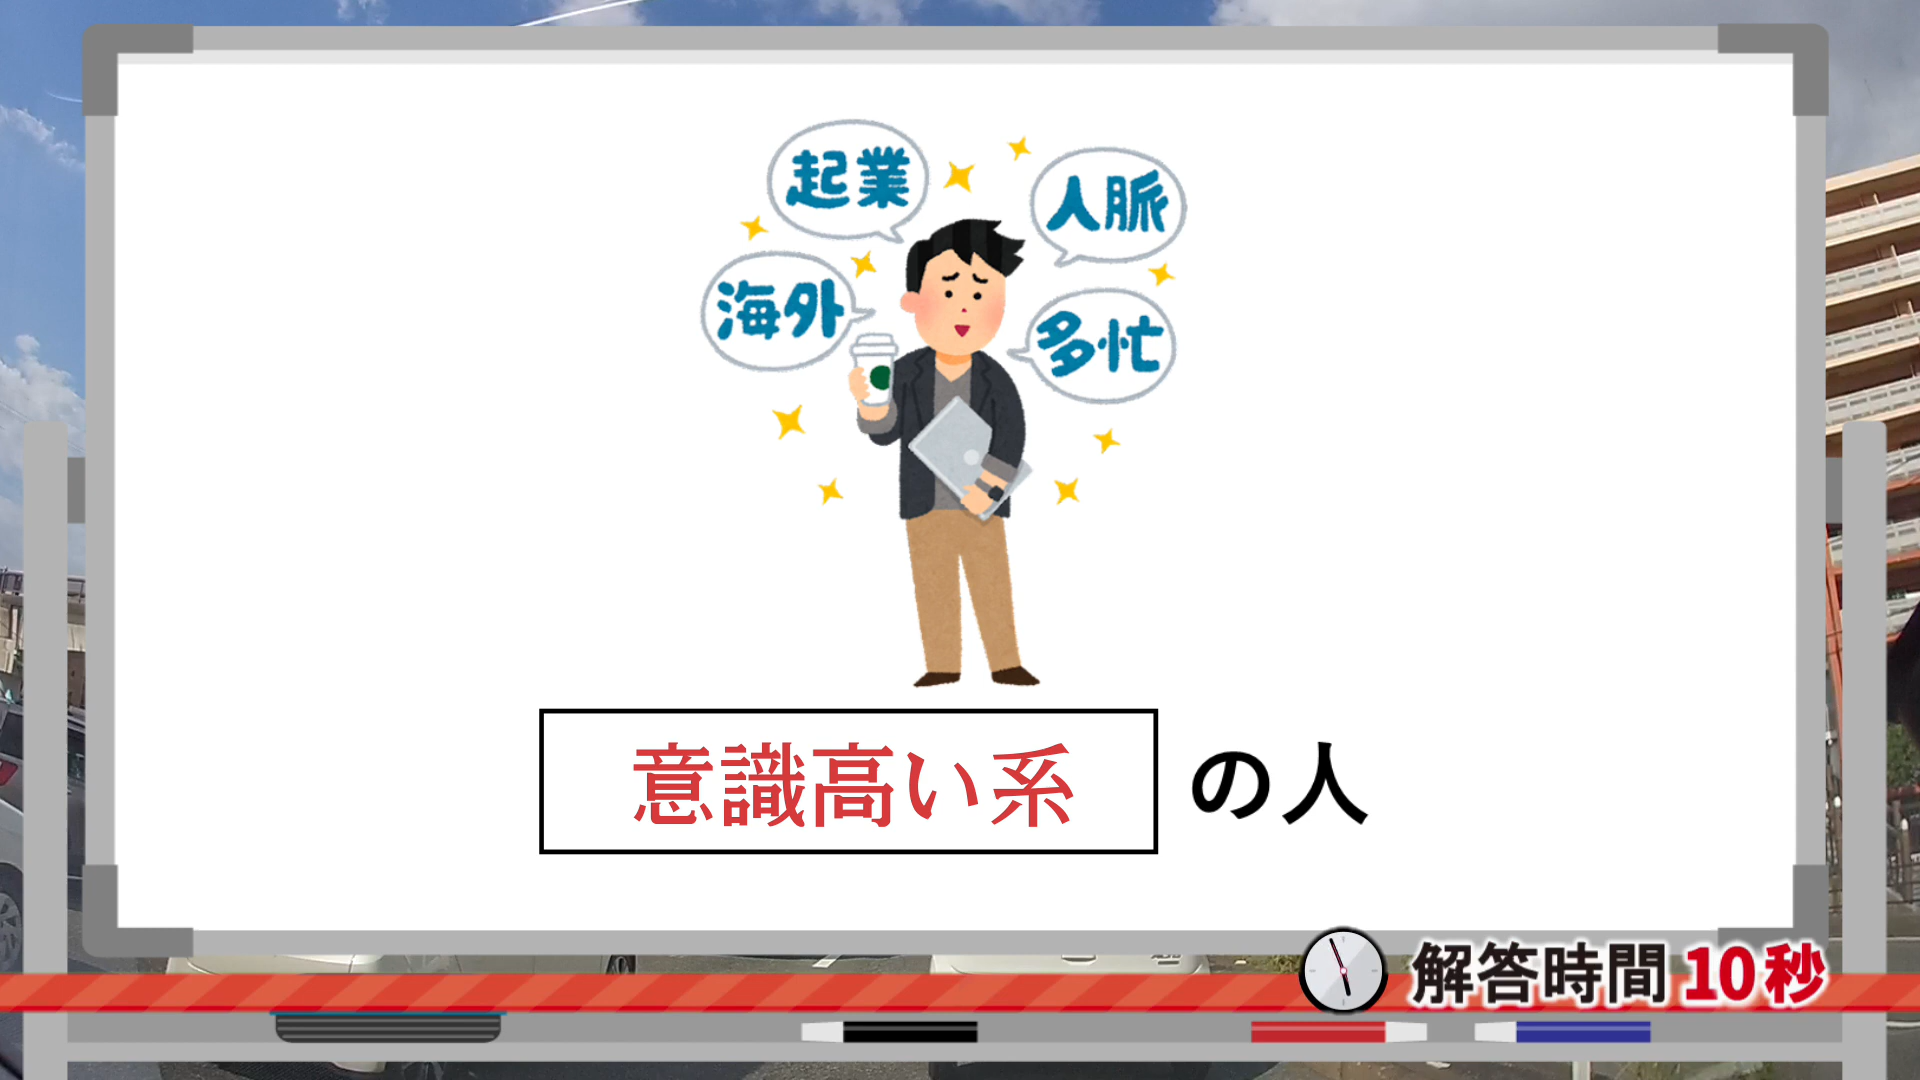 起業
人脈
海外
多忙
意識高い系 の人
解答時間10秒